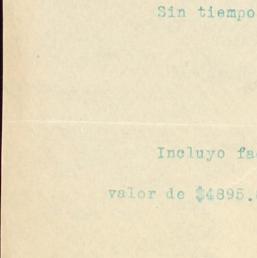 Sin tiempo
Incluyo fa
valor de $4895.